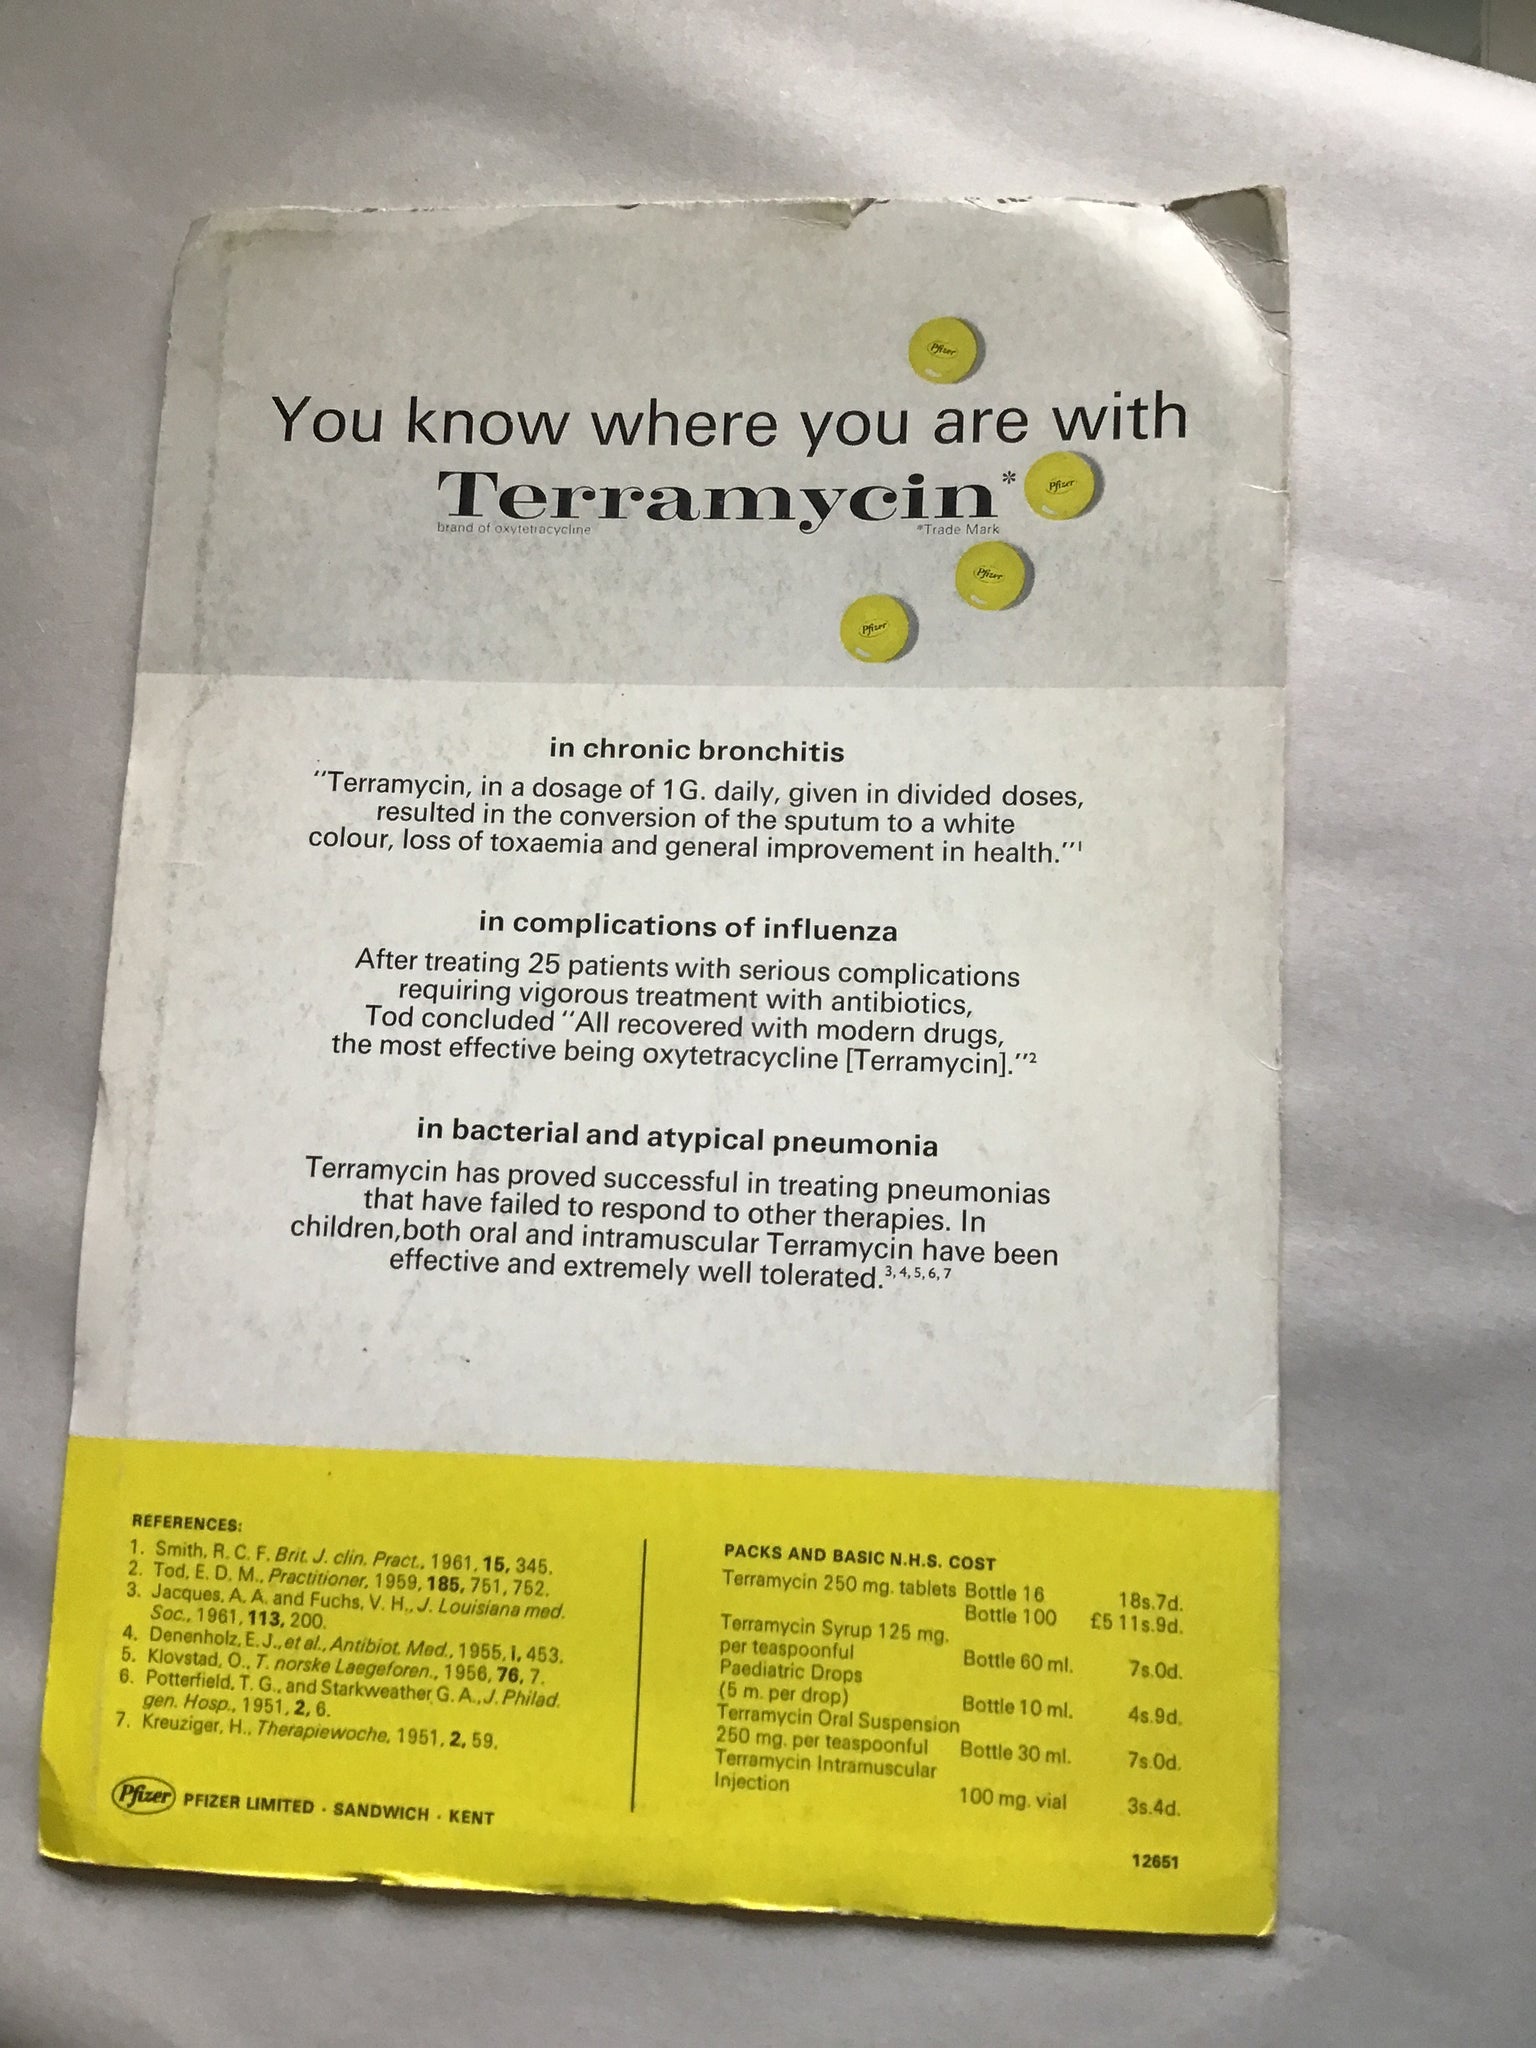 Pfizer
You know where you are with
Terramycin*
Pfizer
brand of oxytetracycline
*Trade Mark
Pfizer
Pfizer
in chronic bronchitis
"Terramycin, in a dosage of 1G. daily, given in divided doses,
resulted in the conversion of the sputum to a white
colour, loss of toxaemia and general improvement in health."1
in complications of influenza
After treating 25 patients with serious complications
requiring vigorous treatment with antibiotics,
Tod concluded "All recovered with modern drugs,
the most effective being oxytetracycline [Terramycin]."2
in bacterial and atypical pneumonia
Terramycin has proved successful in treating pneumonias
that have failed to respond to other therapies. In
children,both oral and intramuscular Terramycin have been
effective and extremely well tolerated.3,4,5,6,7
REFERENCES:
1. Smith, R. C. F. Brit. J. clin. Pract., 1961, 15, 345.
2. Tod, E. D. M., Practitioner, 1959, 185, 751, 752.
3. Jacques, A. A. and Fuchs, V. H., J. Louisiana med.
Soc., 1961, 113, 200.
4. Denenholz, E. J., et al., Antibiot. Med., 1955, I, 453.
5. Klovstad, O., T. norske Laegeforen., 1956, 76, 7.
6. Potterfield, T. G., and Starkweather, G. A., J. Philad.
gen. Hosp., 1951, 2, 6.
7. Kreuziger, H., Therapiewoche, 1951, 2, 59.
Pfizer PFIZER LIMITED · SANDWICH · KENT
PACKS AND BASIC N.H.S. COST
Terramycin 250 mg. tablets Bottle 16 18s.7d.
Bottle 100 £5 11s.9d.
Terramycin Syrup 125 mg.
per teaspoonful Bottle 60 ml. 7s.0d.
Paediatric Drops
(5 m. per drop) Bottle 10 ml. 4s.9d.
Terramycin Oral Suspension
250 mg. per teaspoonful Bottle 30 ml. 7s.0d.
Terramycin Intramuscular
Injection 100 mg. vial 3s.4d.
12651